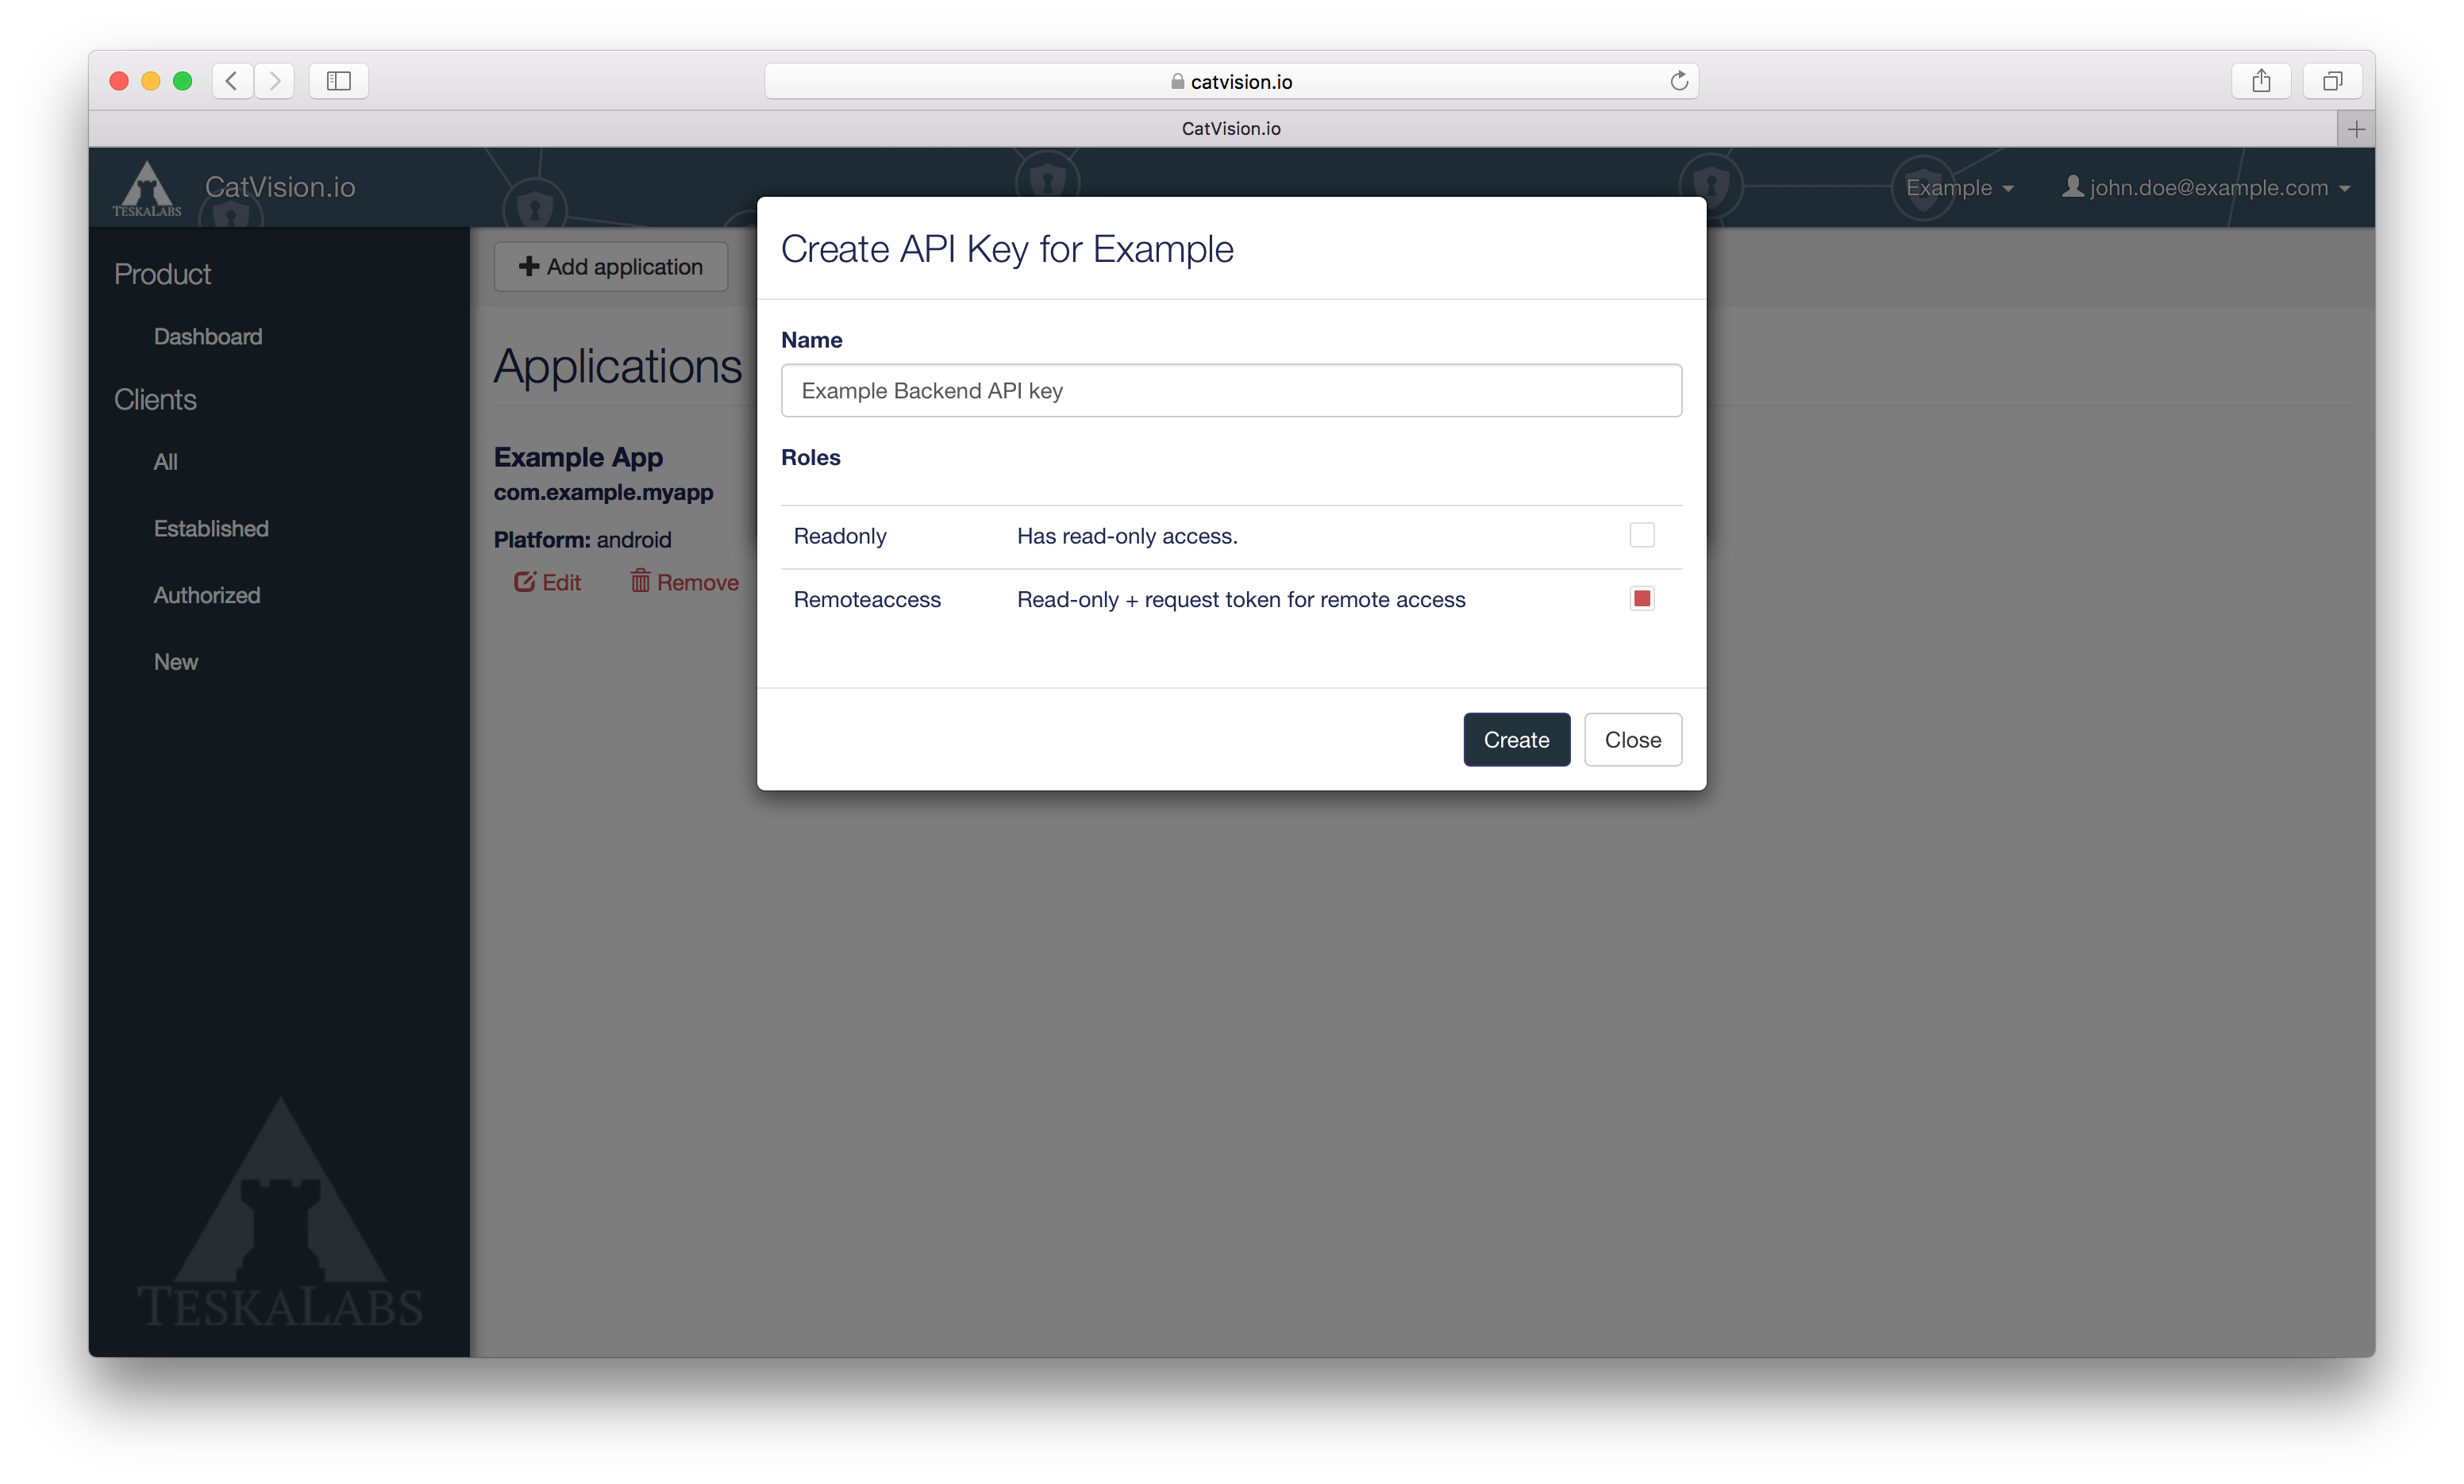 catvision.io
CatVision.io
TESKALABS
CatVision.io
Example
john.doe@example.com
Product
Dashboard
Clients
All
Established
Authorized
New
TESKALABS
Add application
Applications
Example App
com.example.myapp
Platform: android
Edit Remove
Create API Key for Example
Name
Example Backend API key
Roles
Readonly Has read-only access.
Remoteaccess Read-only + request token for remote access
Create Close